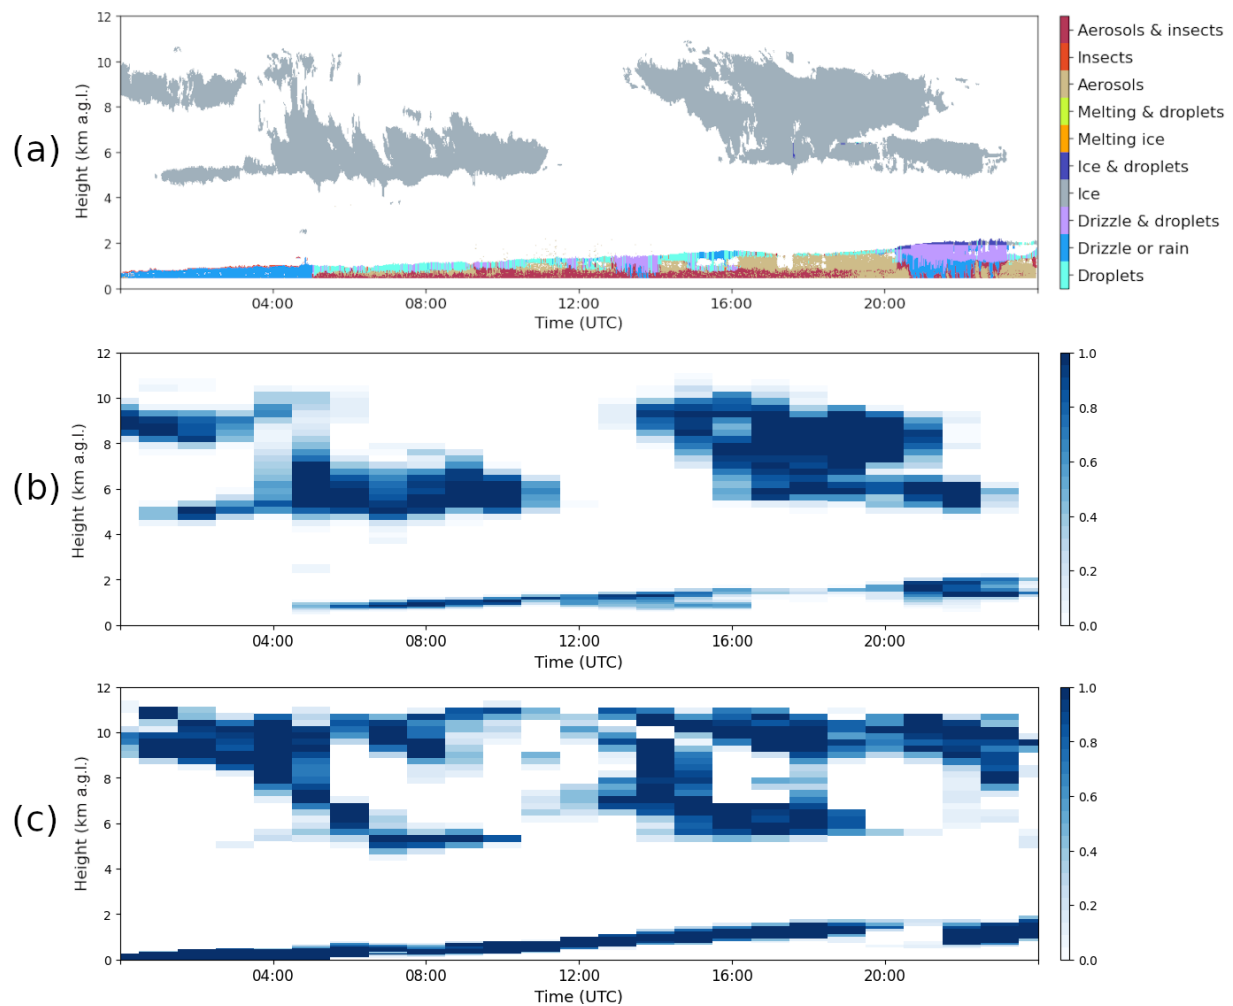 (a)
Height (km a.g.l.)
12
10
8
6
4
2
0
04:00
08:00
12:00
16:00
20:00
Time (UTC)
Aerosols & insects
Insects
Aerosols
Melting & droplets
Melting ice
Ice & droplets
Ice
Drizzle & droplets
Drizzle or rain
Droplets
(b)
Height (km a.g.l.)
12
10
8
6
4
2
0
04:00
08:00
12:00
16:00
20:00
Time (UTC)
1.0
0.8
0.6
0.4
0.2
0.0
(c)
Height (km a.g.l.)
12
10
8
6
4
2
0
04:00
08:00
12:00
16:00
20:00
Time (UTC)
1.0
0.8
0.6
0.4
0.2
0.0